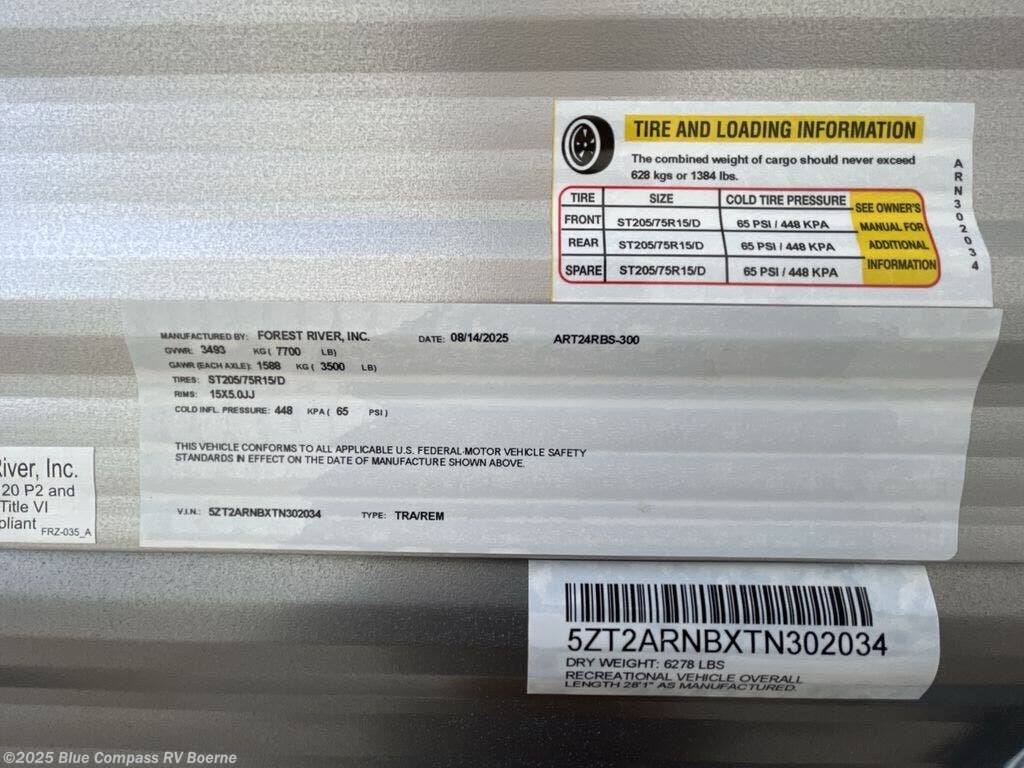 TIRE AND LOADING INFORMATION
The combined weight of cargo should never exceed
628 kgs or 1384 lbs.
TIRE SIZE COLD TIRE PRESSURE SEE OWNER'S
FRONT ST205/75R15/D 65 PSI / 448 KPA MANUAL FOR
REAR ST205/75R15/D 65 PSI / 448 KPA ADDITIONAL
SPARE ST205/75R15/D 65 PSI / 448 KPA INFORMATION
ARN302034
MANUFACTURED BY: FOREST RIVER, INC. DATE: 08/14/2025 ART24RBS-300
GVWR: 3493 KG( 7700 LB)
GAWR (EACH AXLE): 1588 KG( 3500 LB)
TIRES: ST205/75R15/D
RIMS: 15X5.0JJ
COLD INFL. PRESSURE: 448 KPA( 65 PSI)
THIS VEHICLE CONFORMS TO ALL APPLICABLE U.S. FEDERAL MOTOR VEHICLE SAFETY
STANDARDS IN EFFECT ON THE DATE OF MANUFACTURE SHOWN ABOVE.
V.I.N.: 5ZT2ARNBXTN302034 TYPE: TRA/REM
River, Inc.
20 P2 and
Title VI
pliant FRZ-035_A
5ZT2ARNBXTN302034
DRY WEIGHT: 6278 LBS
RECREATIONAL VEHICLE OVERALL
LENGTH 28'1" AS MANUFACTURED.
©2025 Blue Compass RV Boerne